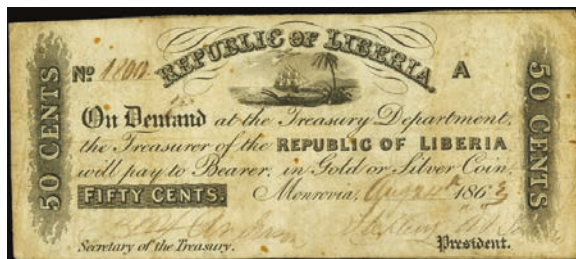 REPUBLIC OF LIBERIA
Nº 1800 A
50 CENTS
50 CENTS
On Demand at the Treasury Department,
the Treasurer of the REPUBLIC OF LIBERIA
will pay to Bearer, in Gold or Silver Coin,
FIFTY CENTS. Monrovia, 1863
Secretary of the Treasury. President.